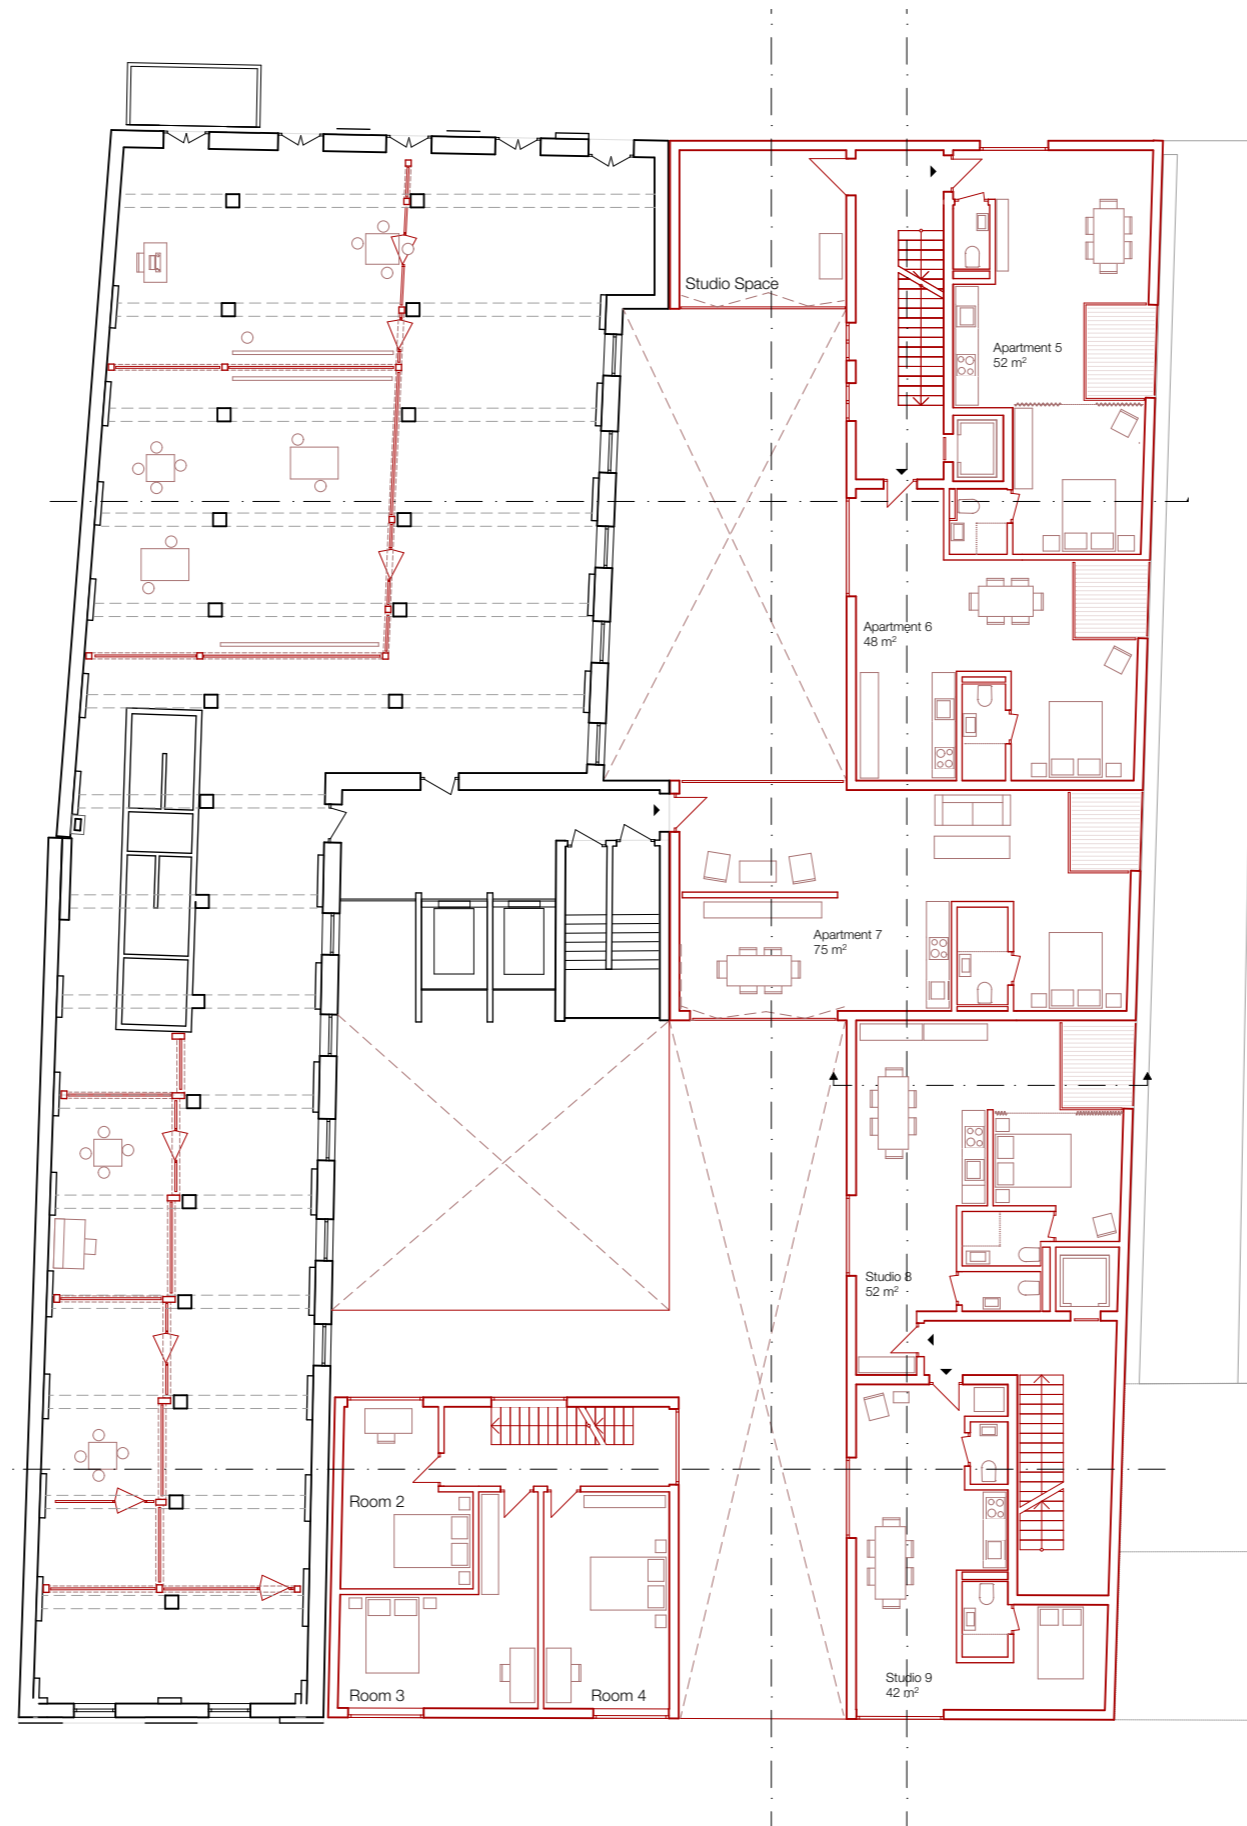 Studio Space
Apartment 5
52 m²
Apartment 6
48 m²
Apartment 7
75 m²
Studio 8
52 m²
Room 2
Room 3
Room 4
Studio 9
42 m²